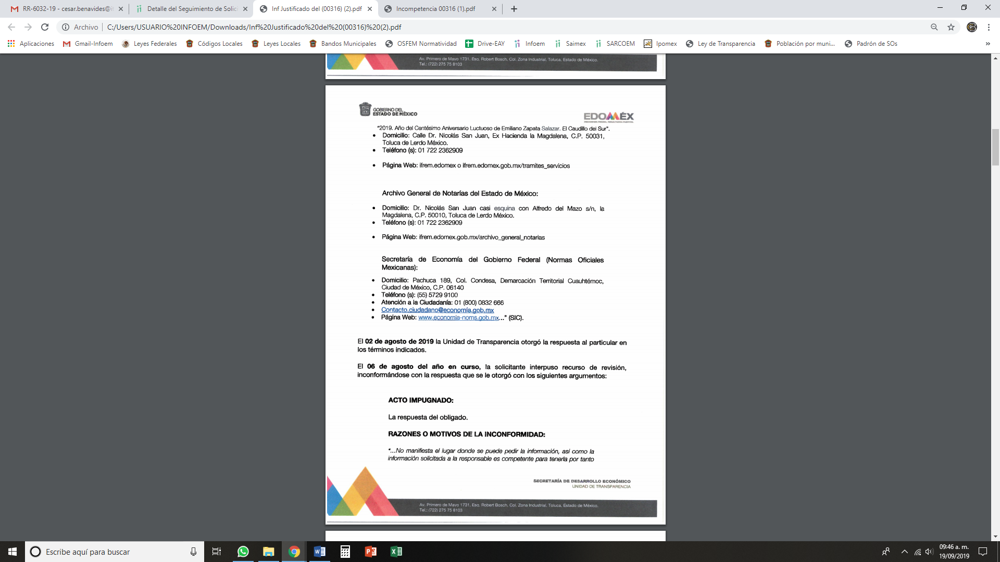 RR-6032-19 - cesar.benavides@i
Detalle del Seguimiento de Solici
Inf Justificado del (00316) (2).pdf
Incompetencia 00316 (1).pdf
Archivo
C:/Users/USUARIO%20INFOEM/Downloads/Inf%20Justificado%20del%20(00316)%20(2).pdf
Aplicaciones
Gmail-Infoem
Leyes Federales
Códigos Locales
Leyes Locales
Bandos Municipales
OSFEM Normatividad
Drive-EAY
Infoem
Saimex
SARCOEM
Ipomex
Ley de Transparencia
Población por muni...
Padrón de SOs
»
Av. Primero de Mayo 1731, Esq. Robert Bosch, Col. Zona Industrial, Toluca, Estado de México.
Tel.: (722) 275 75 8103
GOBIERNO DEL
ESTADO DE MÉXICO
EDOMÉX
"2019. Año del Centésimo Aniversario Luctuoso de Emiliano Zapata Salazar. El Caudillo del Sur".
• Domicilio: Calle Dr. Nicolás San Juan, Ex Hacienda la Magdalena, C.P. 50031,
Toluca de Lerdo México.
• Teléfono (s): 01 722 2362909
• Página Web: ifrem.edomex o ifrem.edomex.gob.mx/tramites_servicios
Archivo General de Notarías del Estado de México:
• Domicilio: Dr. Nicolás San Juan casi esquina con Alfredo del Mazo s/n, la
Magdalena, C.P. 50010, Toluca de Lerdo México.
• Teléfono (s): 01 722 2362909
• Página Web: ifrem.edomex.gob.mx/archivo_general_notarias
Secretaría de Economía del Gobierno Federal (Normas Oficiales
Mexicanas):
• Domicilio: Pachuca 189, Col. Condesa, Demarcación Territorial Cuauhtémoc,
Ciudad de México, C.P. 06140
• Teléfono (s): (55) 5729 9100
• Atención a la Ciudadanía: 01 (800) 0832 666
• Contacto.ciudadano@economía.gob.mx
• Página Web: www.economia-noms.gob.mx..." (SIC).
El 02 de agosto de 2019 la Unidad de Transparencia otorgó la respuesta al particular en
los términos indicados.
El 06 de agosto del año en curso, la solicitante interpuso recurso de revisión,
inconformándose con la respuesta que se le otorgó con los siguientes argumentos:
ACTO IMPUGNADO:
La respuesta del obligado.
RAZONES O MOTIVOS DE LA INCONFORMIDAD:
"...No manifiesta el lugar donde se puede pedir la información, asi como la
información solicitada a la responsable es competente para tenerla por tanto
SECRETARÍA DE DESARROLLO ECONÓMICO
UNIDAD DE TRANSPARENCIA
Av. Primero de Mayo 1731, Esq. Robert Bosch, Col. Zona Industrial, Toluca, Estado de México.
Tel.: (722) 275 75 8103
Escribe aquí para buscar
09:46 a. m.
19/09/2019